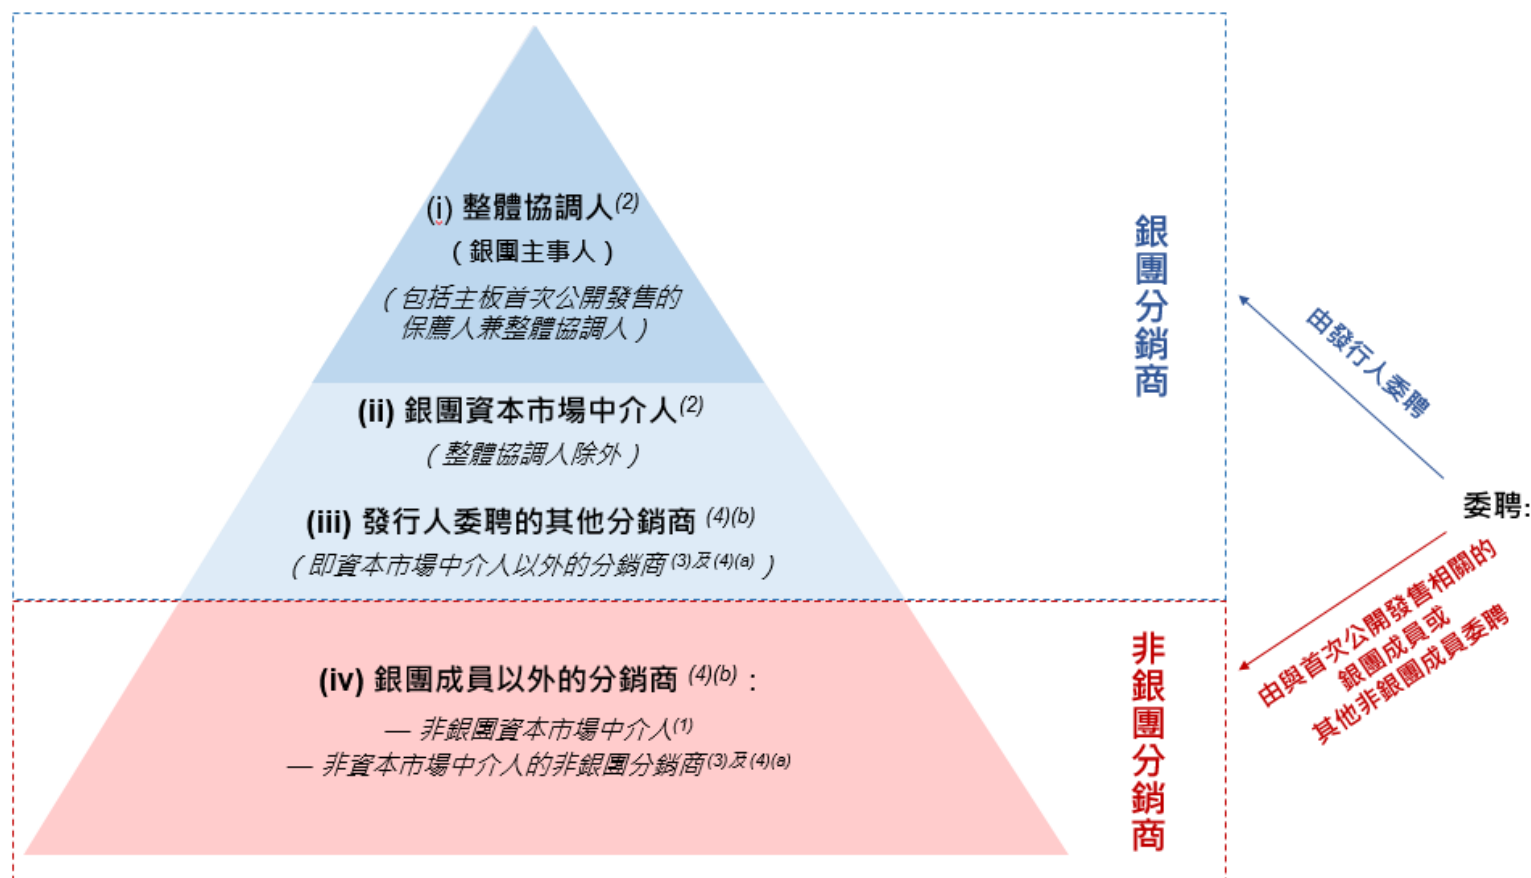 (i) 整體協調人(2)
(銀團主事人)
(包括主板首次公開發售的
保薦人兼整體協調人)
(ii) 銀團資本市場中介人(2)
(整體協調人除外)
(iii) 發行人委聘的其他分銷商 (4)(b)
(即資本市場中介人以外的分銷商(3)及(4)(a) )
銀團分銷商
由發行人委聘
委聘:
由與首次公開發售相關的
銀團成員或
其他非銀團成員委聘
(iv) 銀團成員以外的分銷商 (4)(b) :
— 非銀團資本市場中介人(1)
— 非資本市場中介人的非銀團分銷商(3)及(4)(a)
非銀團分銷商